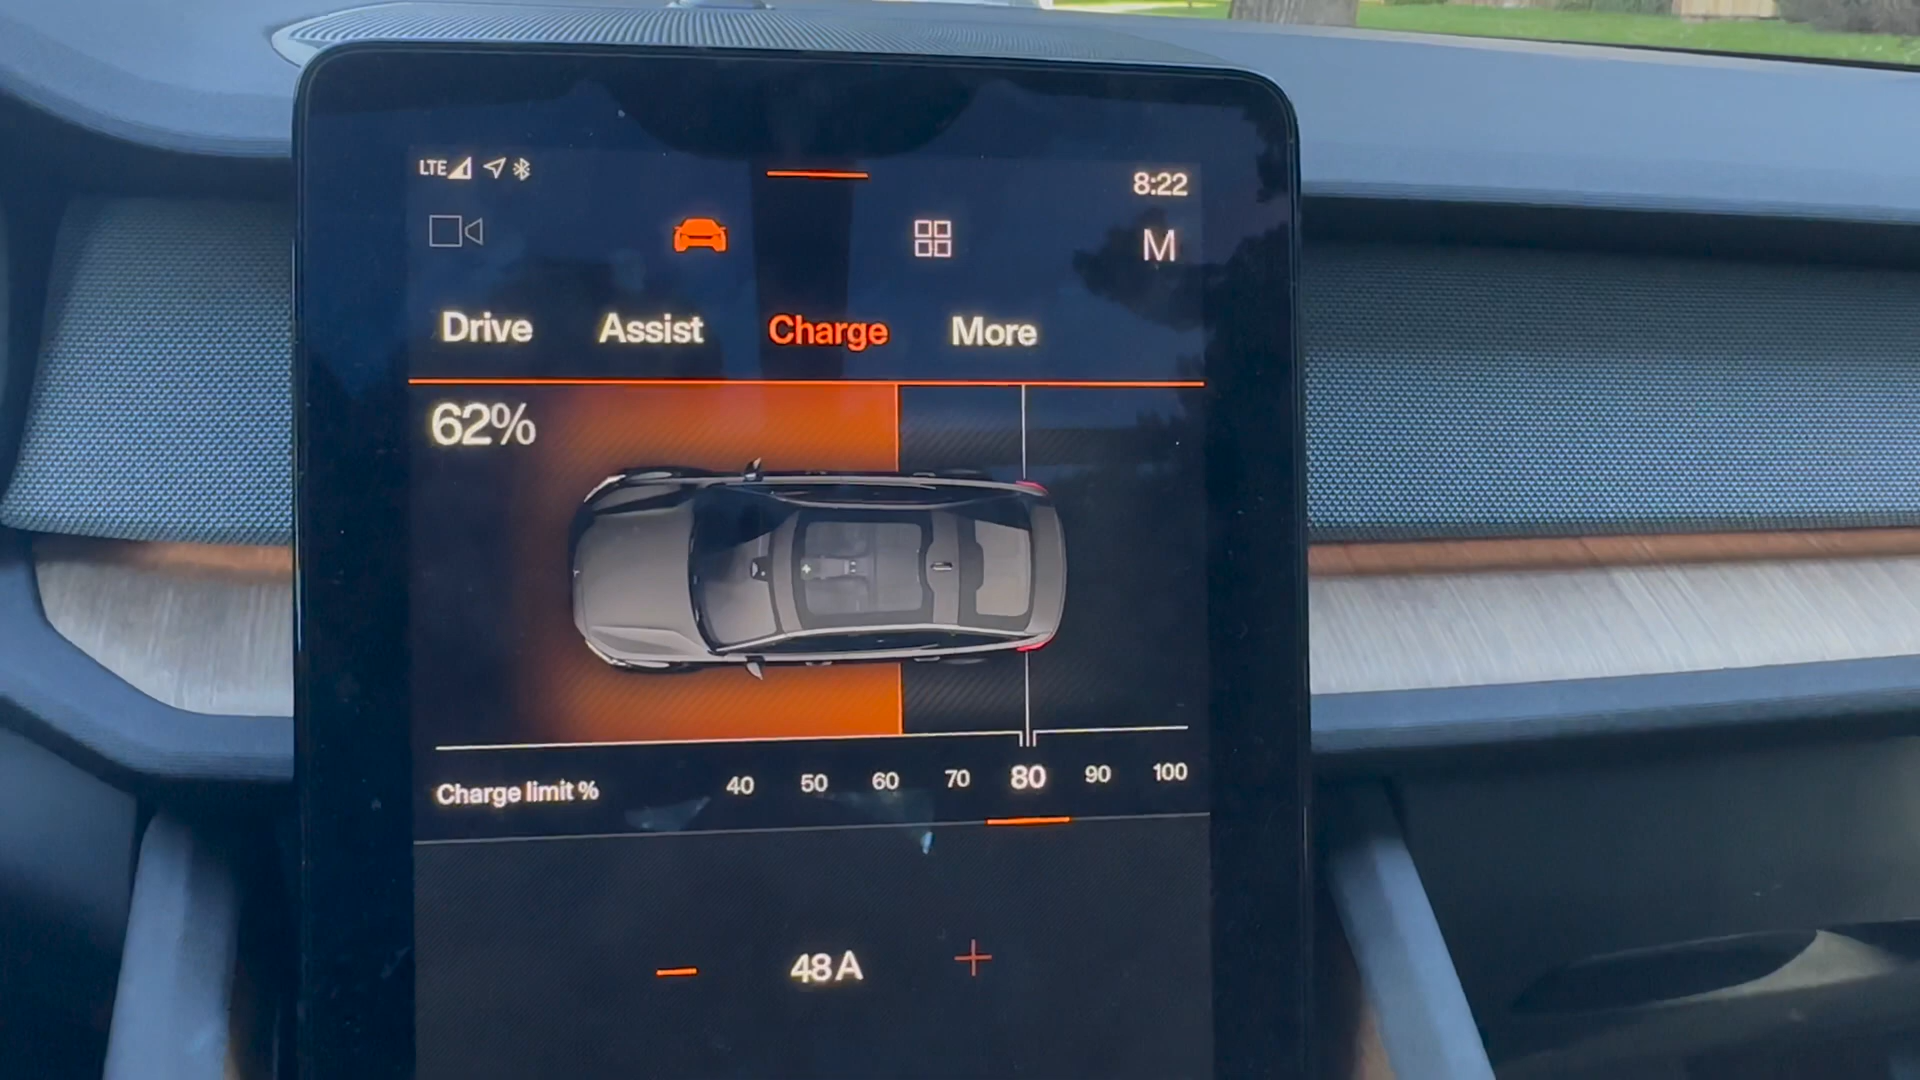 LTE
8:22
M
Drive Assist Charge More
62%
Charge limit % 40 50 60 70 80 90 100
48 A